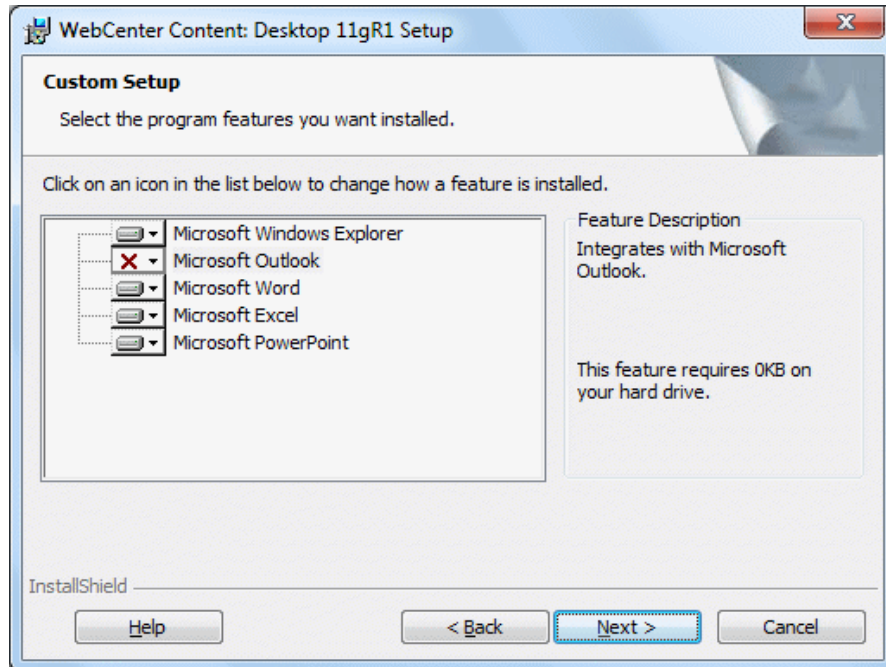 WebCenter Content: Desktop 11gR1 Setup
Custom Setup
Select the program features you want installed.
Click on an icon in the list below to change how a feature is installed.
Microsoft Windows Explorer
Microsoft Outlook
Microsoft Word
Microsoft Excel
Microsoft PowerPoint
Feature Description
Integrates with Microsoft
Outlook.
This feature requires 0KB on
your hard drive.
InstallShield
Help
< Back
Next >
Cancel